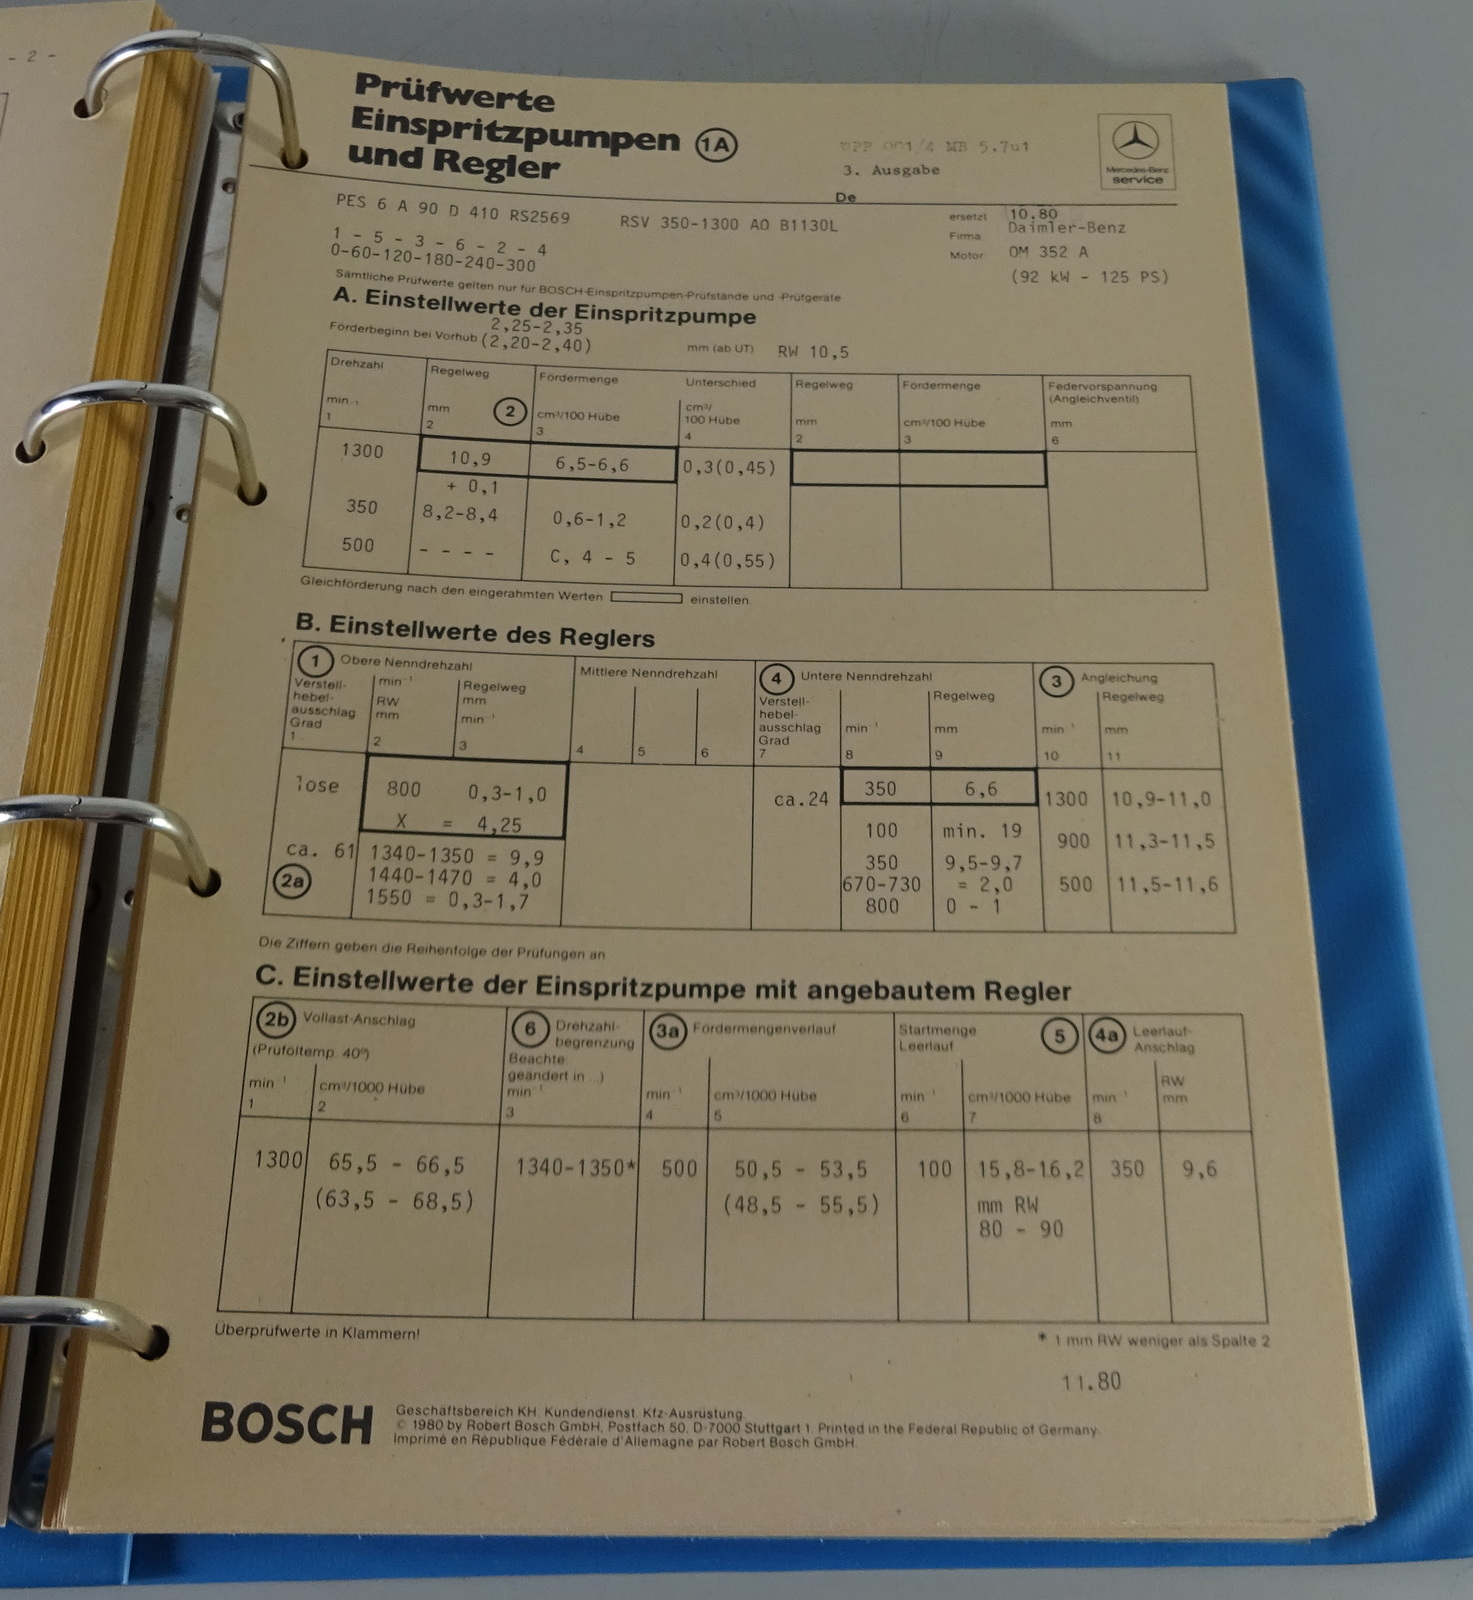 - 2 -
Prüfwerte
Einspritzpumpen 1A
und Regler
MB 5.7u1
3. Ausgabe
De
Mercedes-Benz
service
PES 6 A 90 D 410 RS2569 RSV 350-1300 AO B1130L
1 - 5 - 3 - 6 - 2 - 4
0-60-120-180-240-300
ersetzt 10.80
Firma: Daimler-Benz
Motor: OM 352 A
(92 kW - 125 PS)
Sämtliche Prüfwerte gelten nur für BOSCH-Einspritzpumpen-Prüfstände und -Prüfgeräte
A. Einstellwerte der Einspritzpumpe
2,25-2,35
Förderbeginn bei Vorhub (2,20-2,40) mm (ab UT) RW 10,5
Drehzahl Regelweg Fördermenge Unterschied Regelweg Fördermenge Federvorspannung
(Angleichventil)
min⁻¹ mm 2 cm³/100 Hübe cm³/ 100 Hübe mm cm³/100 Hübe mm
1 2 3 4 2 3 6
1300 10,9 6,5-6,6 0,3(0,45)
+ 0,1
350 8,2-8,4 0,6-1,2 0,2(0,4)
500 - - - - C, 4 - 5 0,4(0,55)
Gleichförderung nach den eingerahmten Werten einstellen.
B. Einstellwerte des Reglers
1 Obere Nenndrehzahl Mittlere Nenndrehzahl 4 Untere Nenndrehzahl 3 Angleichung
Verstell-
hebel-
ausschlag
Grad
1
min⁻¹
RW
mm
2
Regelweg
mm
min⁻¹
3
4 5 6
Verstell-
hebel-
ausschlag
Grad
7
min⁻¹
8
Regelweg
mm
9
min⁻¹
10
Regelweg
mm
11
lose 800 0,3-1,0
X = 4,25
ca. 61 1340-1350 = 9,9
2a 1440-1470 = 4,0
1550 = 0,3-1,7
ca.24 350 6,6
100 min. 19
350 9,5-9,7
670-730 = 2,0
800 0 - 1
1300 10,9-11,0
900 11,3-11,5
500 11,5-11,6
Die Ziffern geben die Reihenfolge der Prüfungen an
C. Einstellwerte der Einspritzpumpe mit angebautem Regler
2b Vollast-Anschlag
(Prüföltemp. 40°)
min⁻¹ cm³/1000 Hübe
1 2
6 Drehzahl-
begrenzung
Beachte:
geändert in ...)
min⁻¹
3
3a Fördermengenverlauf
min⁻¹ cm³/1000 Hübe
4 5
Startmenge
Leerlauf 5
min⁻¹ cm³/1000 Hübe
6 7
4a Leerlauf-
Anschlag
min⁻¹
8
RW
mm
1300 65,5 - 66,5 1340-1350* 500 50,5 - 53,5 100 15,8-16,2 350 9,6
(63,5 - 68,5) (48,5 - 55,5) mm RW
80 - 90
Überprüfwerte in Klammern!
* 1 mm RW weniger als Spalte 2
11.80
BOSCH
Geschäftsbereich KH. Kundendienst. Kfz-Ausrüstung.
© 1980 by Robert Bosch GmbH, Postfach 50, D-7000 Stuttgart 1. Printed in the Federal Republic of Germany.
Imprimé en République Fédérale d'Allemagne par Robert Bosch GmbH.